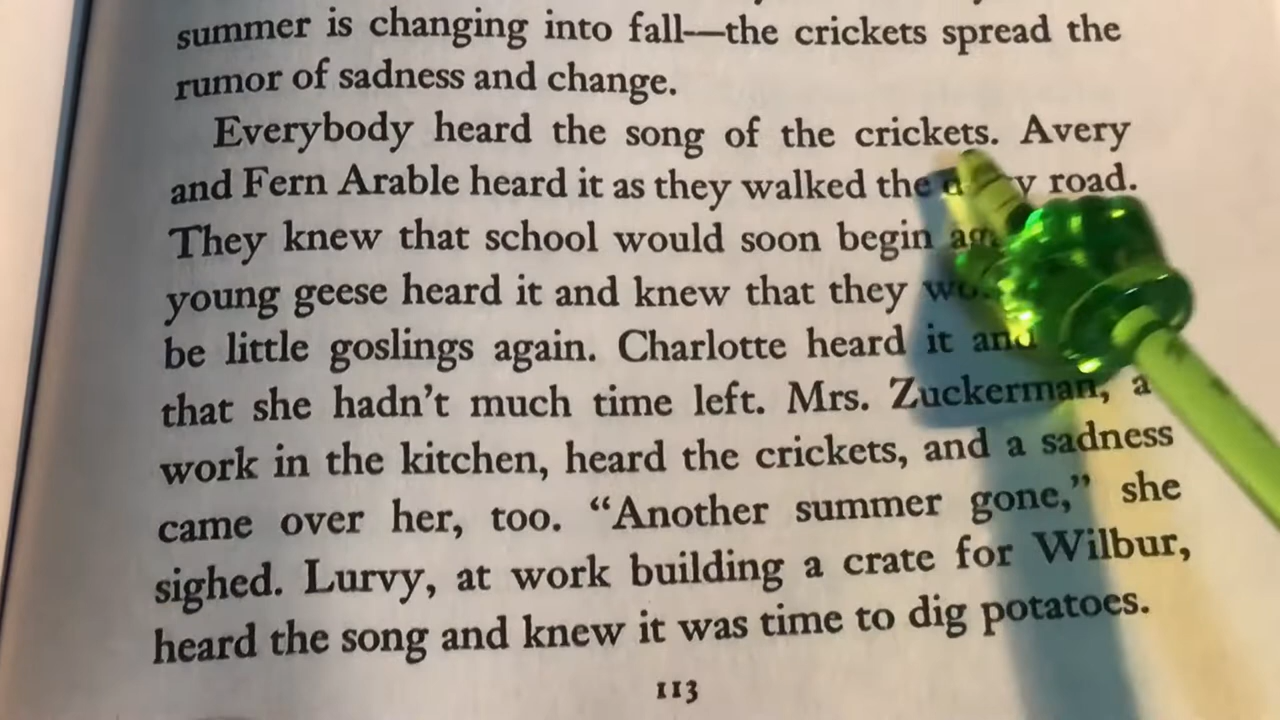 summer is changing into fall—the crickets spread the
rumor of sadness and change.
Everybody heard the song of the crickets. Avery
and Fern Arable heard it as they walked the road.
They knew that school would soon begin
young geese heard it and knew that they
be little goslings again. Charlotte heard it and
that she hadn't much time left. Mrs. Zuckerman, a
work in the kitchen, heard the crickets, and a sadness
came over her, too. “Another summer gone,” she
sighed. Lurvy, at work building a crate for Wilbur,
heard the song and knew it was time to dig potatoes.
113